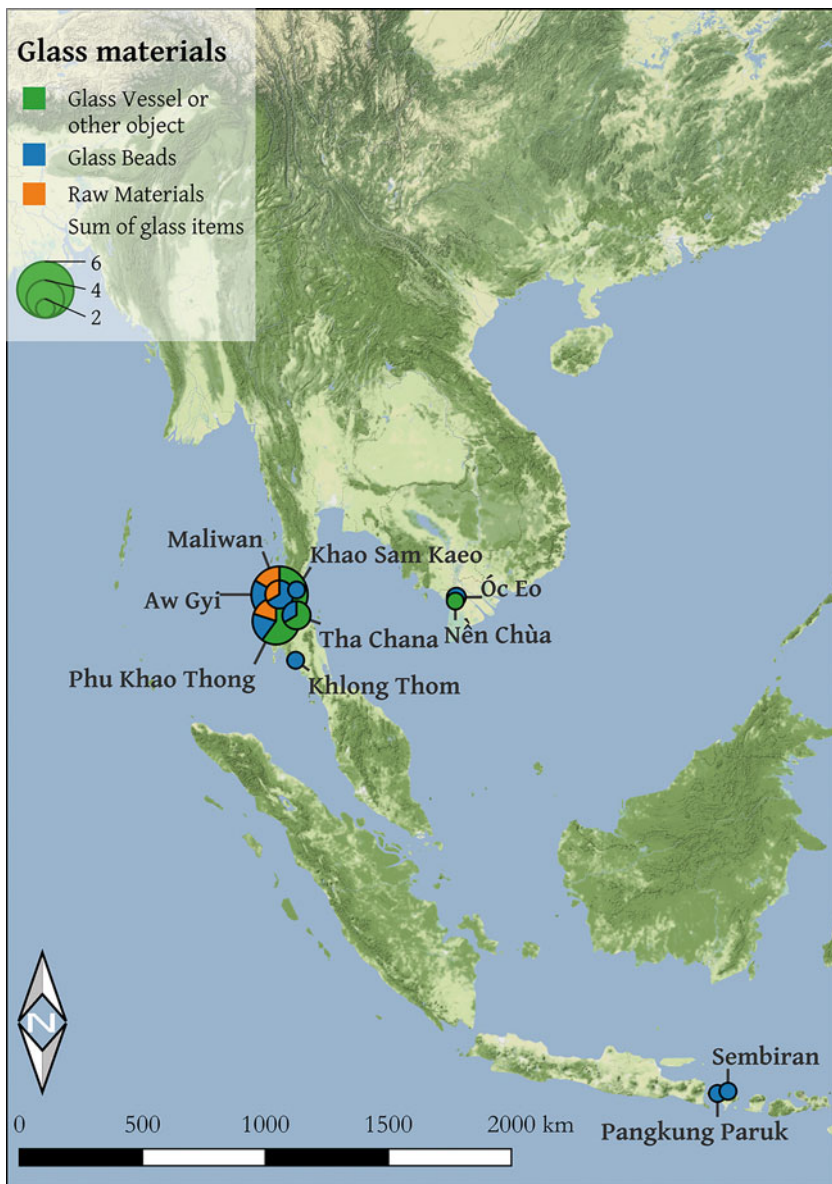 Glass materials
Glass Vessel or
other object
Glass Beads
Raw Materials
Sum of glass items
6
4
2
Maliwan
Khao Sam Kaeo
Aw Gyi
Óc Eo
Tha Chana
Nền Chùa
Phu Khao Thong
Khlong Thom
N
Sembiran
Pangkung Paruk
0 500 1000 1500 2000 km